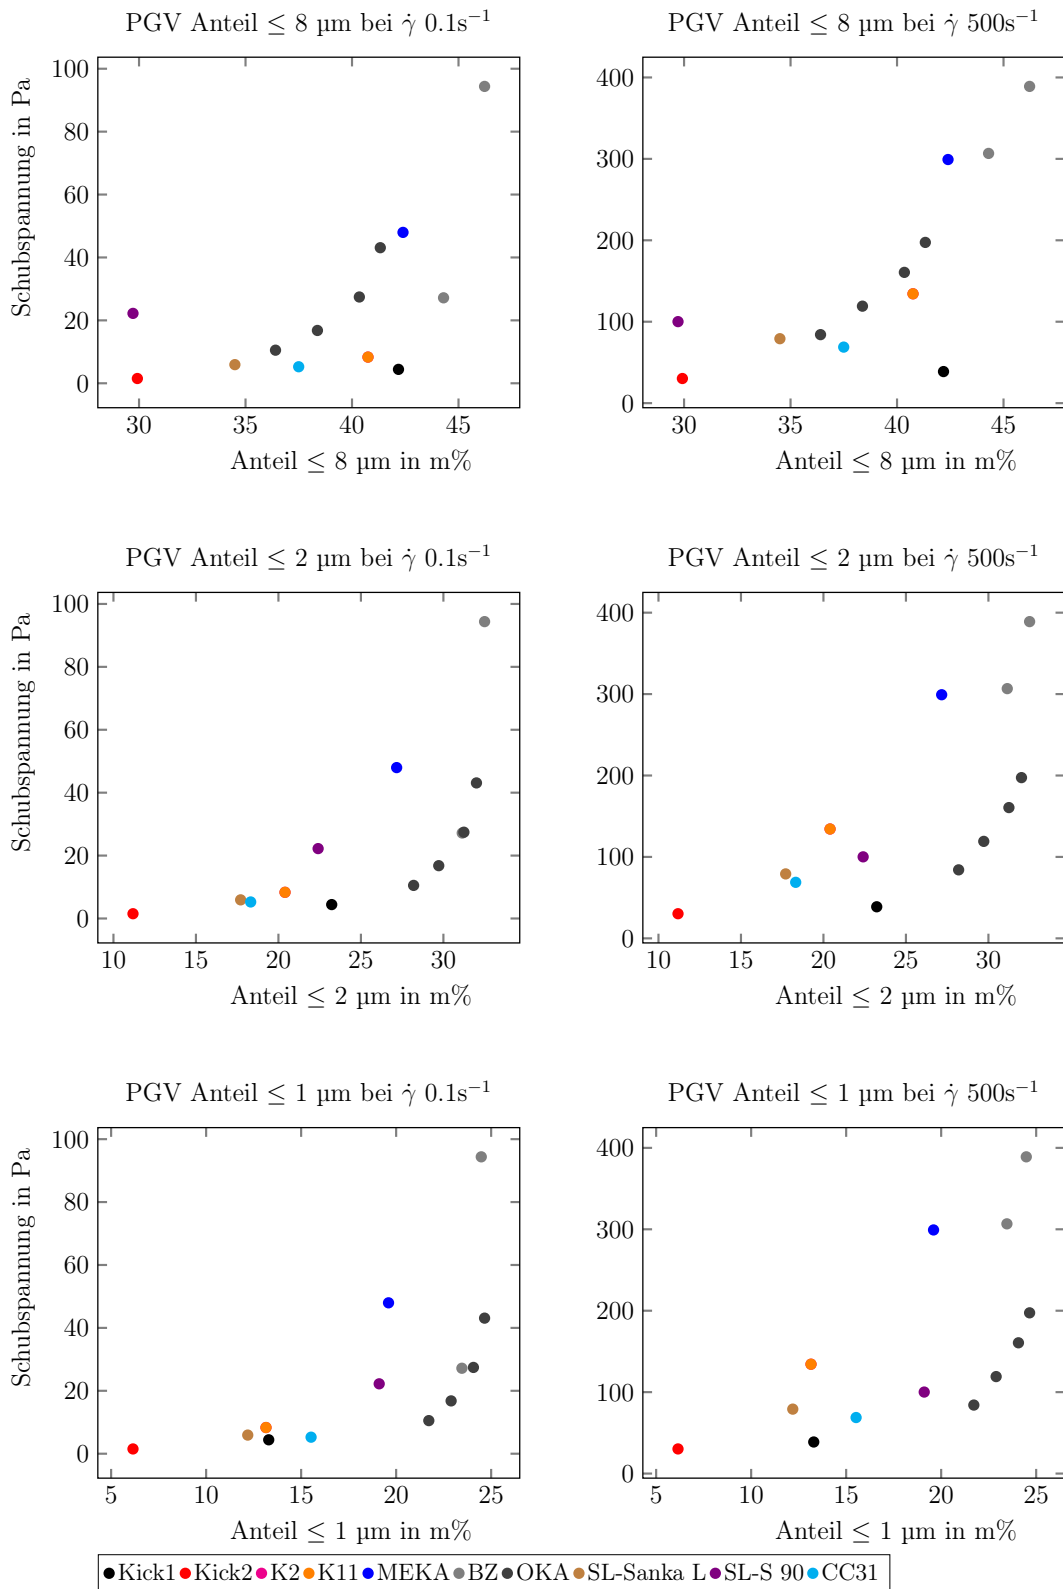 PGV Anteil ≤ 8 µm bei γ̇ 0.1s⁻¹
Schubspannung in Pa
100
80
60
40
20
0
30 35 40 45
Anteil ≤ 8 µm in m%
PGV Anteil ≤ 8 µm bei γ̇ 500s⁻¹
400
300
200
100
0
30 35 40 45
Anteil ≤ 8 µm in m%
PGV Anteil ≤ 2 µm bei γ̇ 0.1s⁻¹
Schubspannung in Pa
100
80
60
40
20
0
10 15 20 25 30
Anteil ≤ 2 µm in m%
PGV Anteil ≤ 2 µm bei γ̇ 500s⁻¹
400
300
200
100
0
10 15 20 25 30
Anteil ≤ 2 µm in m%
PGV Anteil ≤ 1 µm bei γ̇ 0.1s⁻¹
Schubspannung in Pa
100
80
60
40
20
0
5 10 15 20 25
Anteil ≤ 1 µm in m%
PGV Anteil ≤ 1 µm bei γ̇ 500s⁻¹
400
300
200
100
0
5 10 15 20 25
Anteil ≤ 1 µm in m%
Kick1 Kick2 K2 K11 MEKA BZ OKA SL-Sanka L SL-S 90 CC31